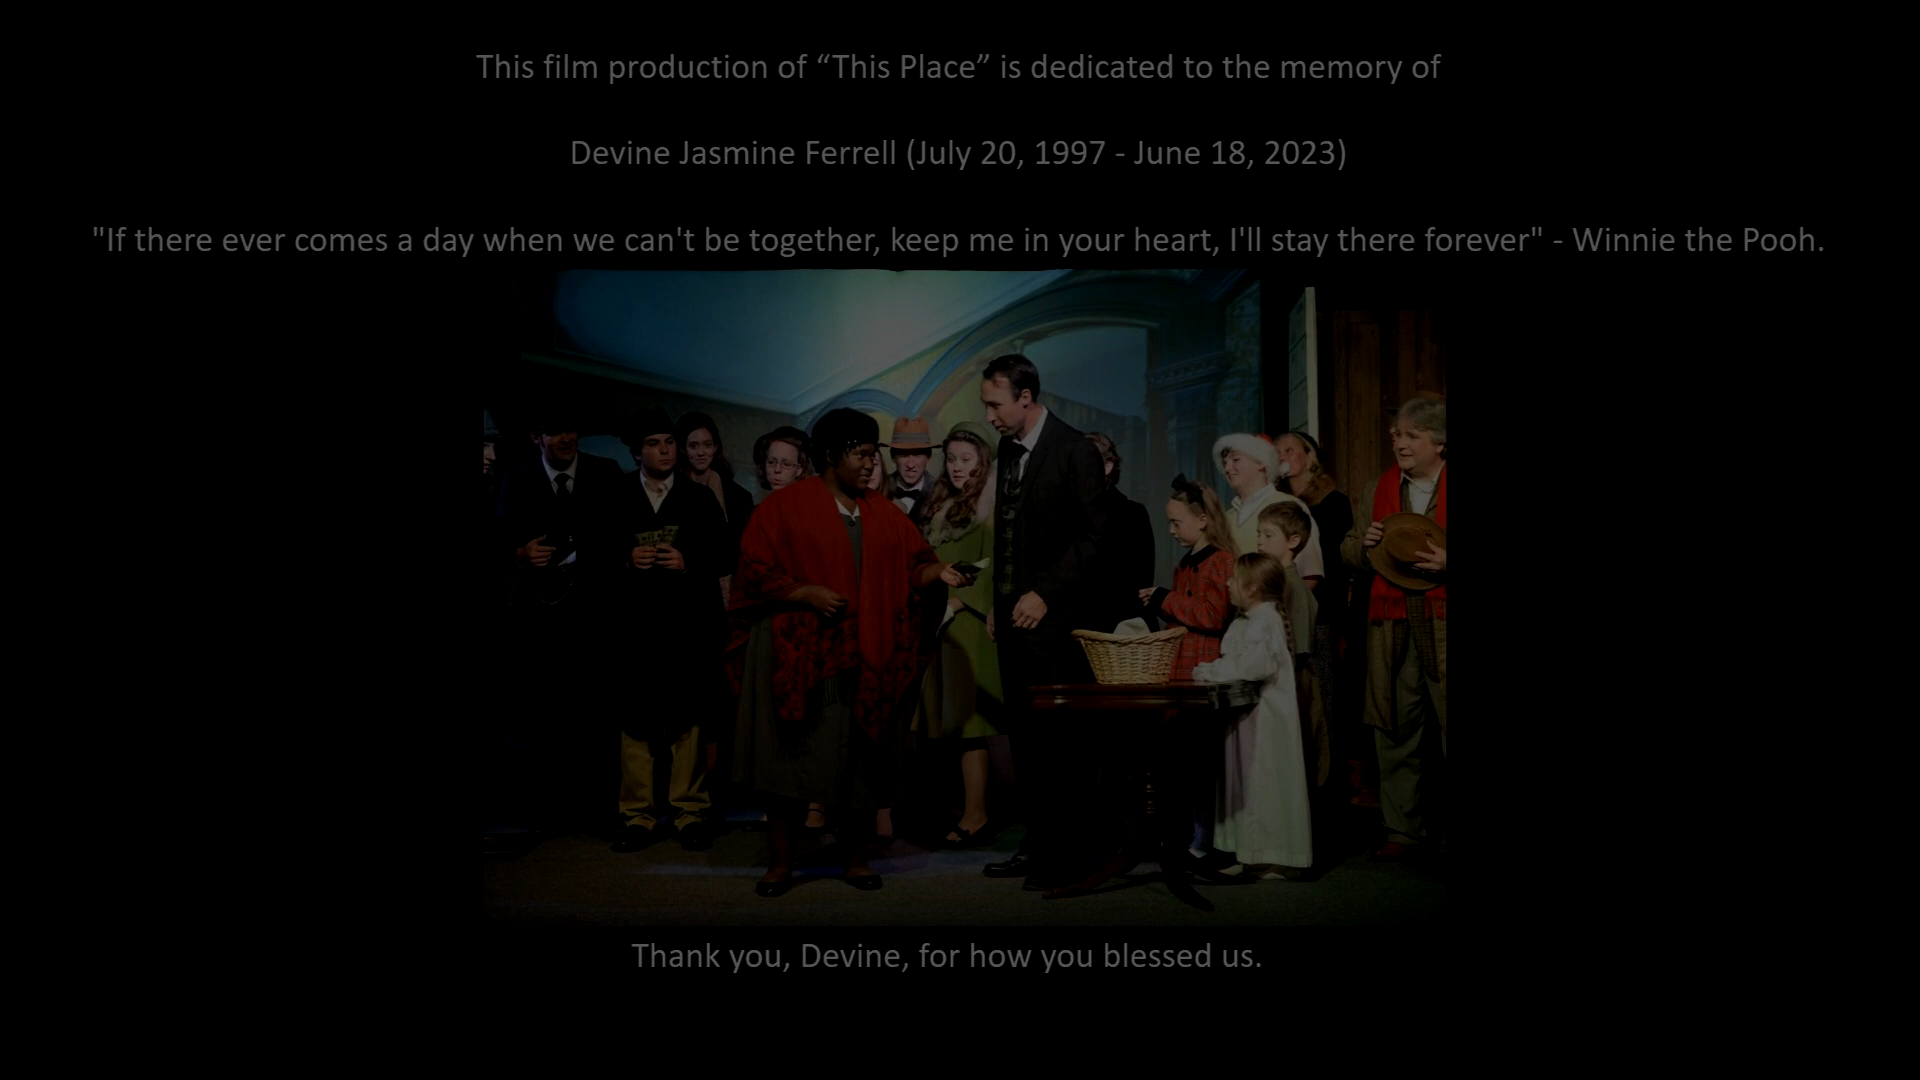 This film production of “This Place” is dedicated to the memory of
Devine Jasmine Ferrell (July 20, 1997 - June 18, 2023)
"If there ever comes a day when we can't be together, keep me in your heart, I'll stay there forever" - Winnie the Pooh.
Thank you, Devine, for how you blessed us.